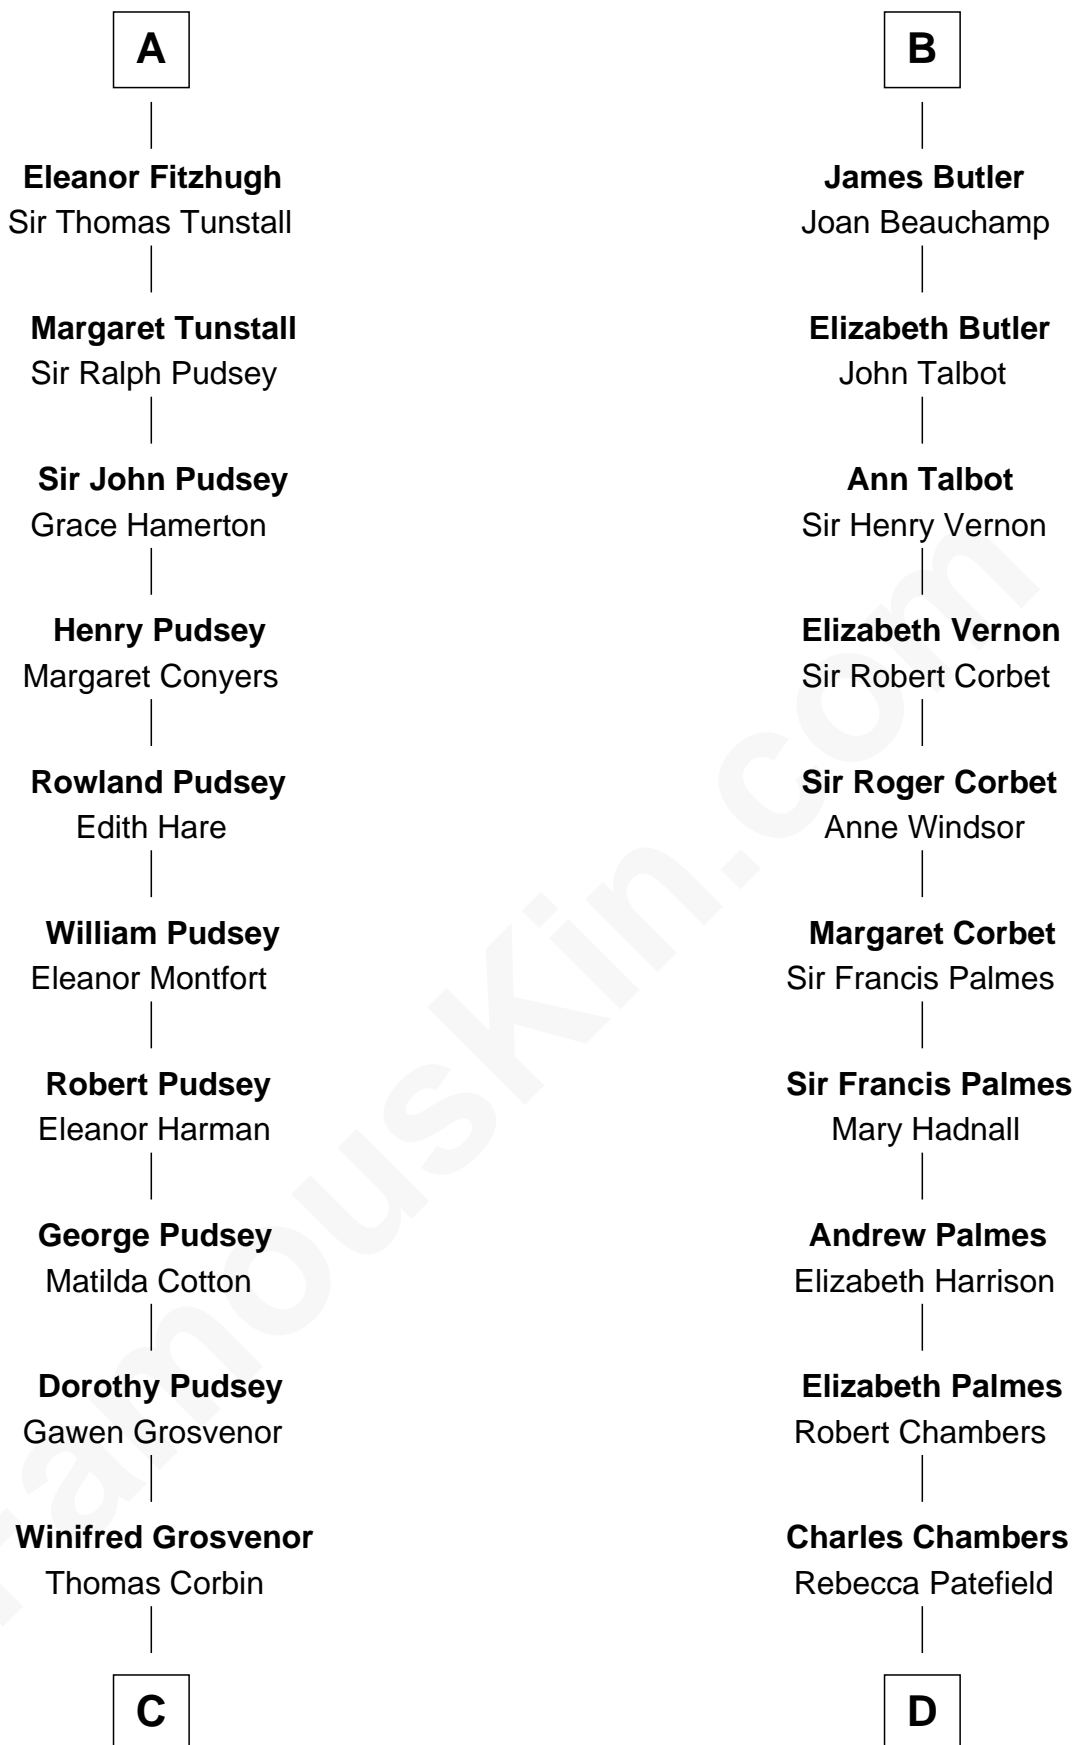 A
Eleanor Fitzhugh
Sir Thomas Tunstall
Margaret Tunstall
Sir Ralph Pudsey
Sir John Pudsey
Grace Hamerton
Henry Pudsey
Margaret Conyers
Rowland Pudsey
Edith Hare
William Pudsey
Eleanor Montfort
Robert Pudsey
Eleanor Harman
George Pudsey
Matilda Cotton
Dorothy Pudsey
Gawen Grosvenor
Winifred Grosvenor
Thomas Corbin
C
B
James Butler
Joan Beauchamp
Elizabeth Butler
John Talbot
Ann Talbot
Sir Henry Vernon
Elizabeth Vernon
Sir Robert Corbet
Sir Roger Corbet
Anne Windsor
Margaret Corbet
Sir Francis Palmes
Sir Francis Palmes
Mary Hadnall
Andrew Palmes
Elizabeth Harrison
Elizabeth Palmes
Robert Chambers
Charles Chambers
Rebecca Patefield
D
FamousKin.com